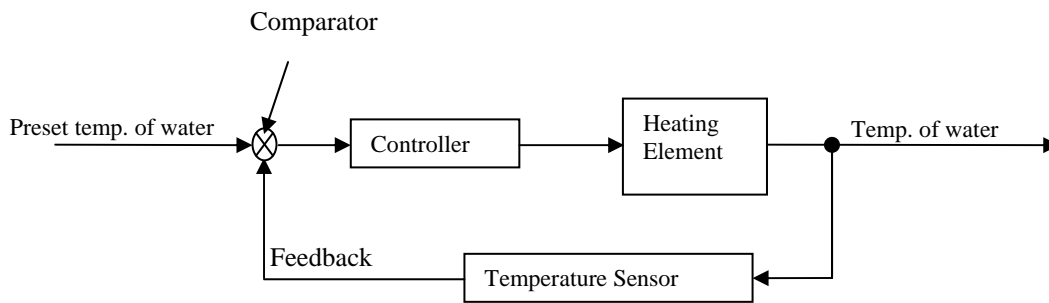 Comparator
Preset temp. of water
Controller
Heating
Element
Temp. of water
Feedback
Temperature Sensor